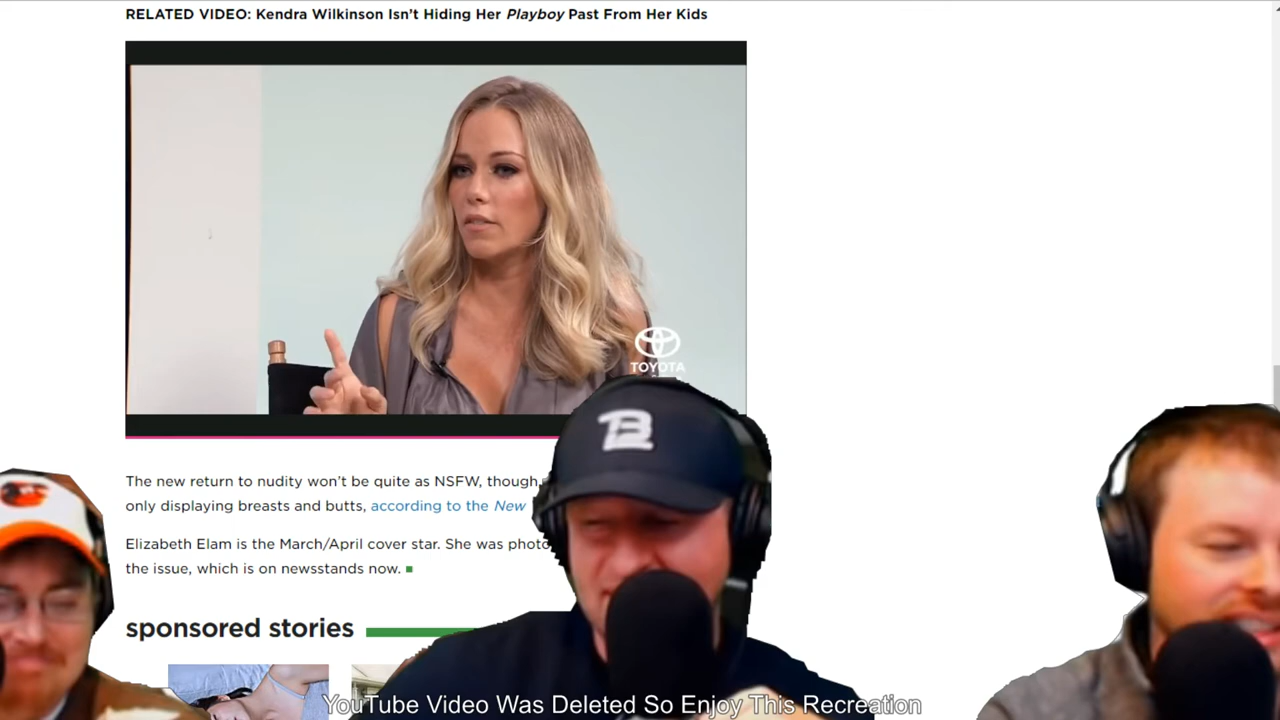 RELATED VIDEO: Kendra Wilkinson Isn't Hiding Her Playboy Past From Her Kids
TOYOTA
The new return to nudity won't be quite as NSFW, though,
only displaying breasts and butts, according to the New
Elizabeth Elam is the March/April cover star. She was photo
the issue, which is on newsstands now.
sponsored stories
YouTube Video Was Deleted So Enjoy This Recreation